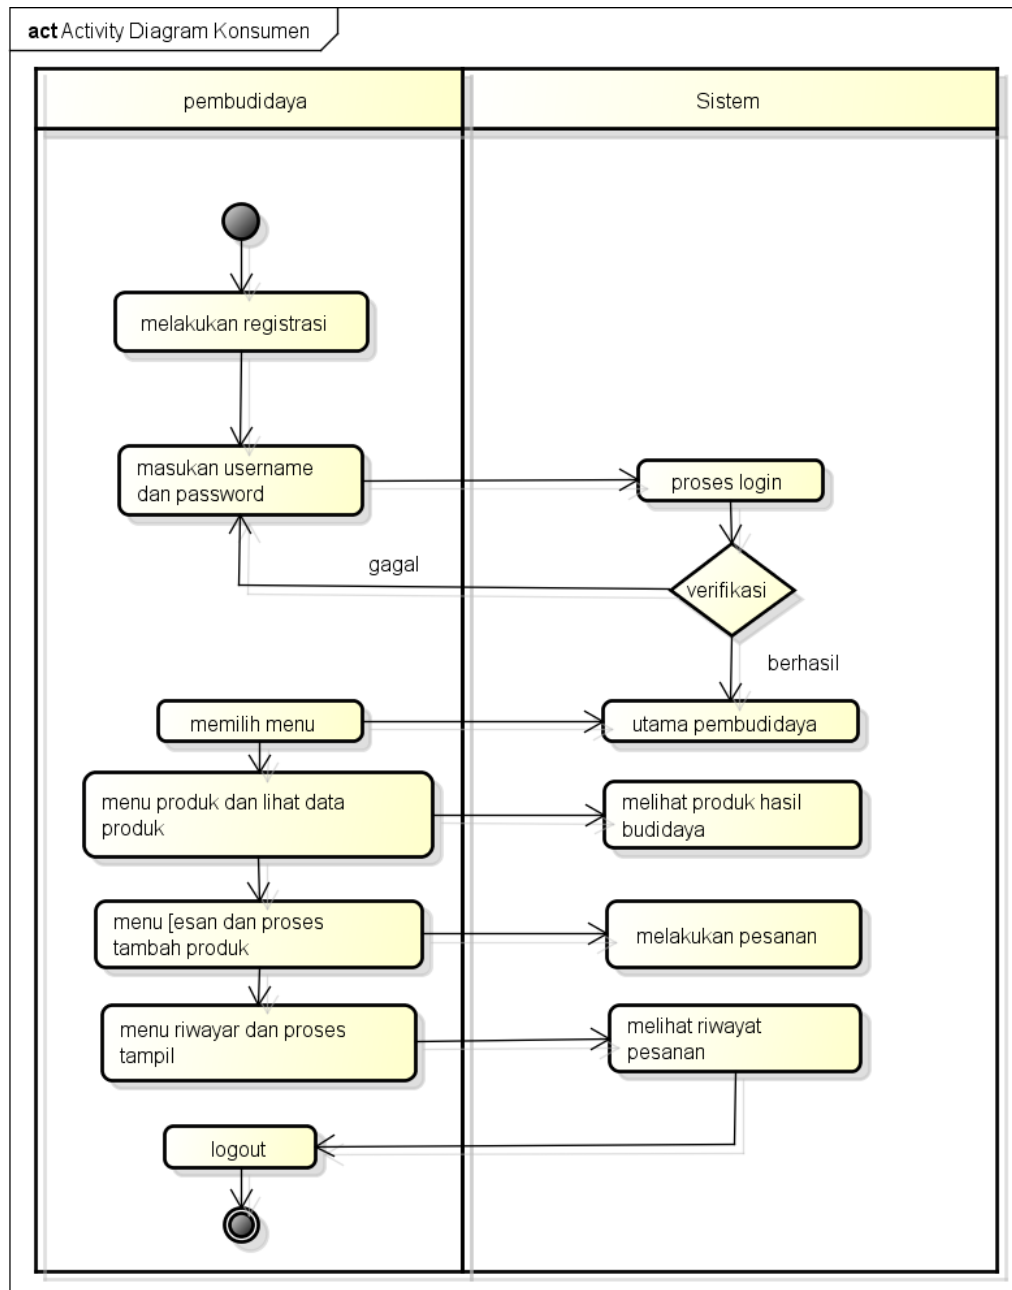 act Activity Diagram Konsumen
pembudidaya
Sistem
melakukan registrasi
masukan username
dan password
proses login
gagal
verifikasi
berhasil
memilih menu
utama pembudidaya
menu produk dan lihat data
produk
melihat produk hasil
budidaya
menu [esan dan proses
tambah produk
melakukan pesanan
menu riwayar dan proses
tampil
melihat riwayat
pesanan
logout